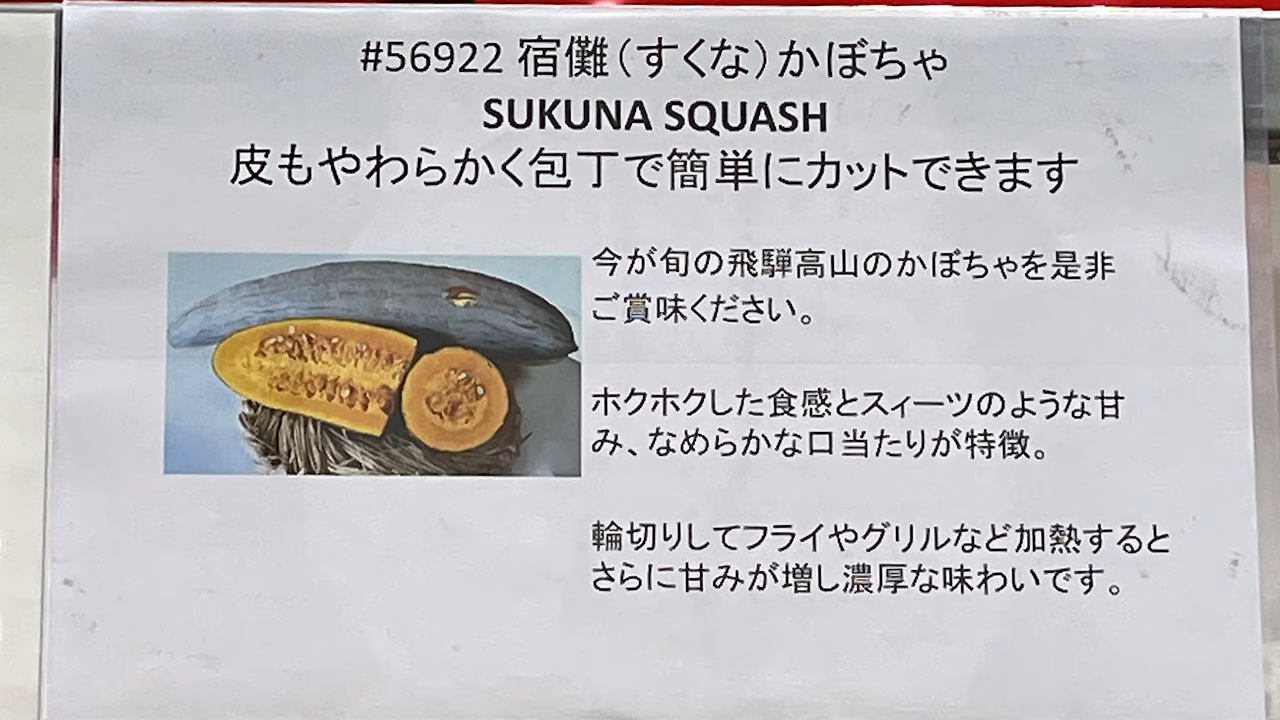 #56922 宿儺（すくな）かぼちゃ
SUKUNA SQUASH
皮もやわらかく包丁で簡単にカットできます
今が旬の飛騨高山のかぼちゃを是非
ご賞味ください。
ホクホクした食感とスィーツのような甘
み、なめらかな口当たりが特徴。
輪切りしてフライやグリルなど加熱すると
さらに甘みが増し濃厚な味わいです。